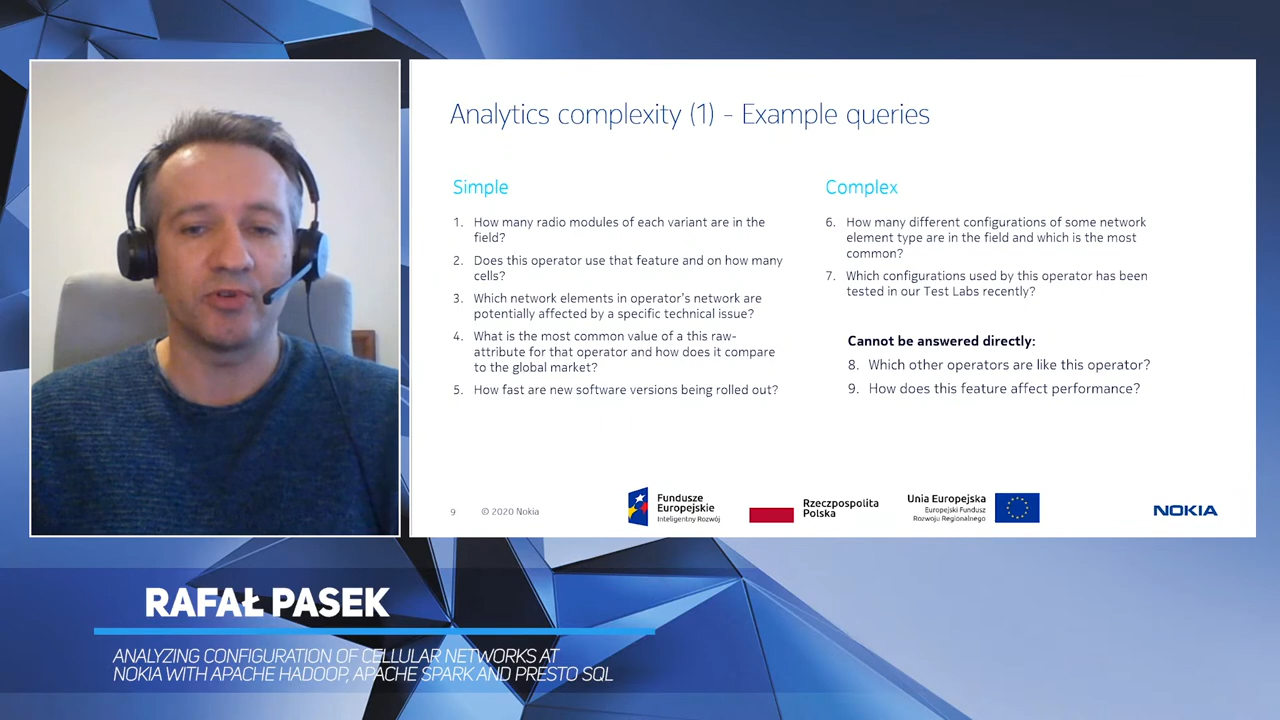 Analytics complexity (1) - Example queries
Simple
1. How many radio modules of each variant are in the
field?
2. Does this operator use that feature and on how many
cells?
3. Which network elements in operator's network are
potentially affected by a specific technical issue?
4. What is the most common value of a this raw-
attribute for that operator and how does it compare
to the global market?
5. How fast are new software versions being rolled out?
Complex
6. How many different configurations of some network
element type are in the field and which is the most
common?
7. Which configurations used by this operator has been
tested in our Test Labs recently?
Cannot be answered directly:
8. Which other operators are like this operator?
9. How does this feature affect performance?
9 © 2020 Nokia
Fundusze
Europejskie
Inteligentny Rozwój
Rzeczpospolita
Polska
Unia Europejska
Europejski Fundusz
Rozwoju Regionalnego
NOKIA
RAFAŁ PASEK
ANALYZING CONFIGURATION OF CELLULAR NETWORKS AT
NOKIA WITH APACHE HADOOP, APACHE SPARK AND PRESTO SQL